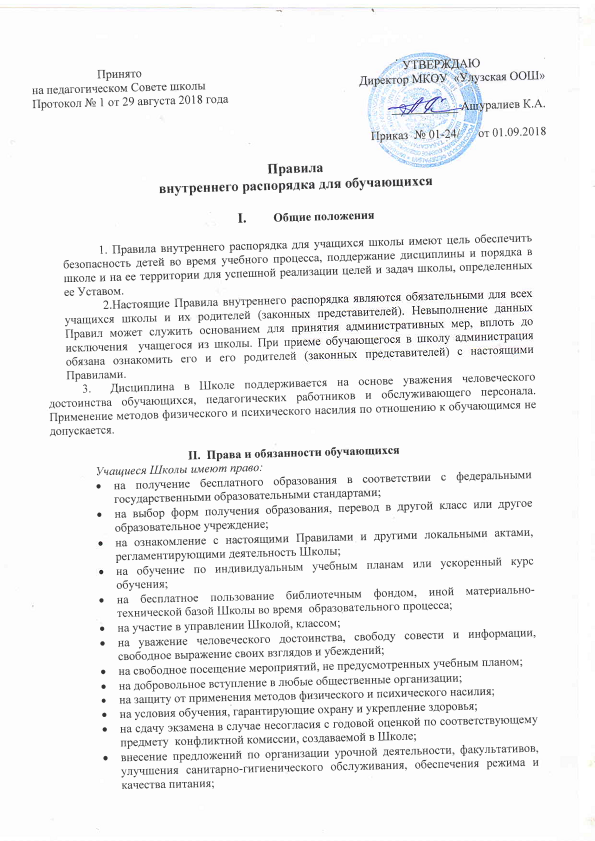 Принято
на педагогическом Совете школы
Протокол № 1 от 29 августа 2018 года
УТВЕРЖДАЮ
Директор МКОУ «Улузская ООШ»
Ашуралиев К.А.
Приказ № 01-24/ от 01.09.2018
Правила
внутреннего распорядка для обучающихся
I. Общие положения
1. Правила внутреннего распорядка для учащихся школы имеют цель обеспечить
безопасность детей во время учебного процесса, поддержание дисциплины и порядка в
школе и на ее территории для успешной реализации целей и задач школы, определенных
ее Уставом.
2.Настоящие Правила внутреннего распорядка являются обязательными для всех
учащихся школы и их родителей (законных представителей). Невыполнение данных
Правил может служить основанием для принятия административных мер, вплоть до
исключения учащегося из школы. При приеме обучающегося в школу администрация
обязана ознакомить его и его родителей (законных представителей) с настоящими
Правилами.
3. Дисциплина в Школе поддерживается на основе уважения человеческого
достоинства обучающихся, педагогических работников и обслуживающего персонала.
Применение методов физического и психического насилия по отношению к обучающимся не
допускается.
II. Права и обязанности обучающихся
Учащиеся Школы имеют право:
• на получение бесплатного образования в соответствии с федеральными
государственными образовательными стандартами;
• на выбор форм получения образования, перевод в другой класс или другое
образовательное учреждение;
• на ознакомление с настоящими Правилами и другими локальными актами,
регламентирующими деятельность Школы;
• на обучение по индивидуальным учебным планам или ускоренный курс
обучения;
• на бесплатное пользование библиотечным фондом, иной материально-
технической базой Школы во время образовательного процесса;
• на участие в управлении Школой, классом;
• на уважение человеческого достоинства, свободу совести и информации,
свободное выражение своих взглядов и убеждений;
• на свободное посещение мероприятий, не предусмотренных учебным планом;
• на добровольное вступление в любые общественные организации;
• на защиту от применения методов физического и психического насилия;
• на условия обучения, гарантирующие охрану и укрепление здоровья;
• на сдачу экзамена в случае несогласия с годовой оценкой по соответствующему
предмету конфликтной комиссии, создаваемой в Школе;
• внесение предложений по организации урочной деятельности, факультативов,
улучшения санитарно-гигиенического обслуживания, обеспечения режима и
качества питания;